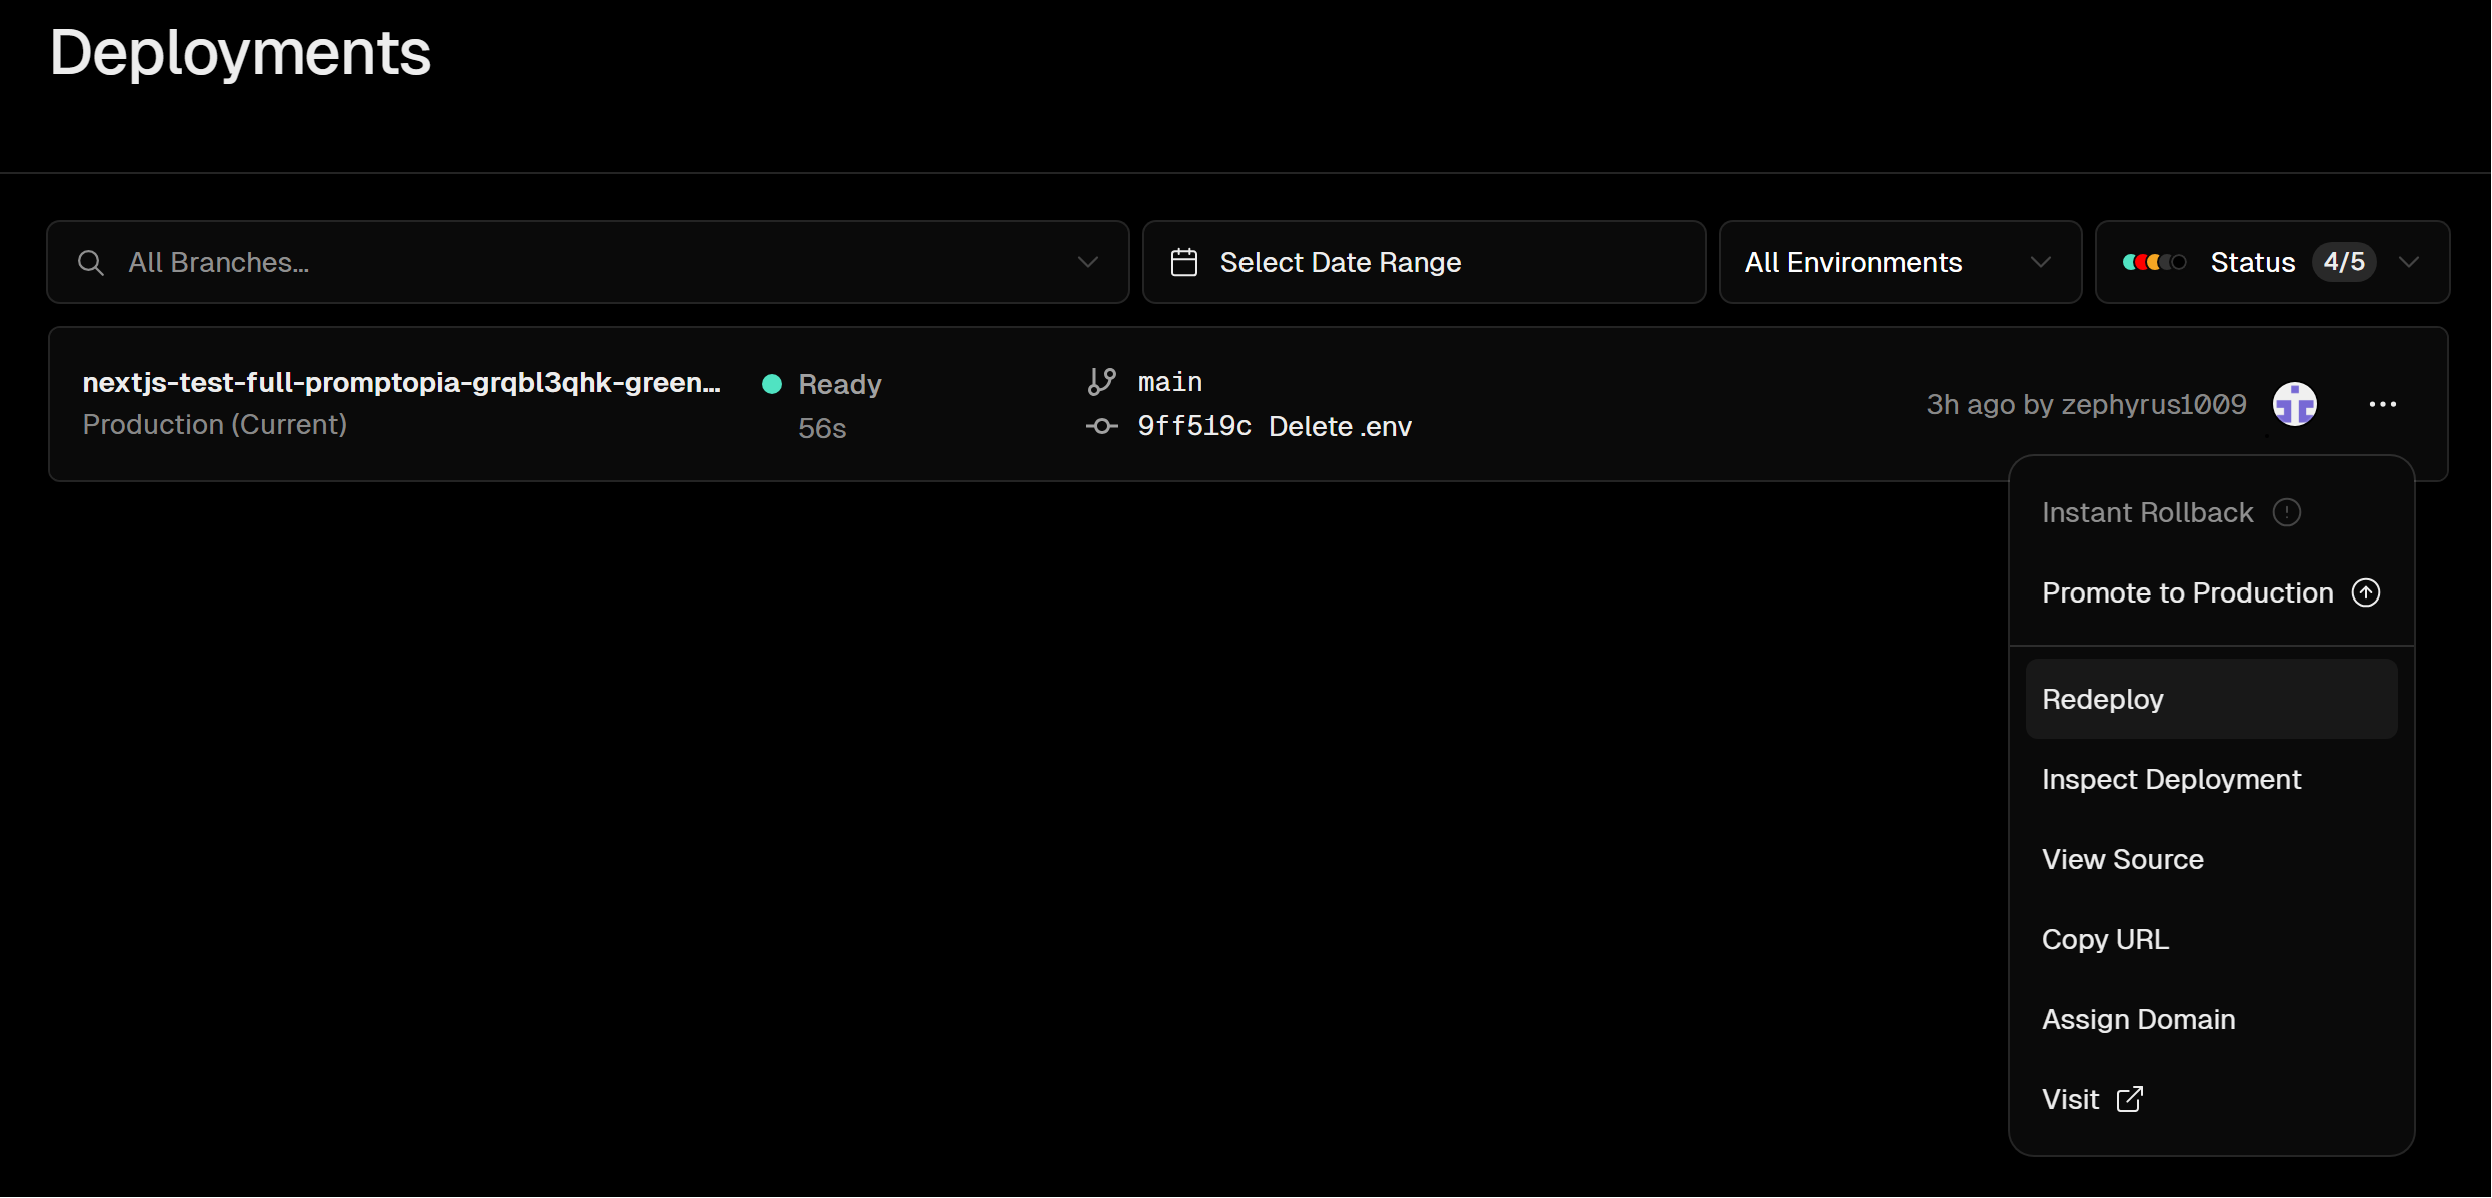 Deployments
All Branches...
Select Date Range
All Environments
Status 4/5
nextjs-test-full-promptopia-grqbl3qhk-green...
Production (Current)
Ready
56s
main
9ff519c Delete .env
3h ago by zephyrus1009
Instant Rollback
Promote to Production
Redeploy
Inspect Deployment
View Source
Copy URL
Assign Domain
Visit